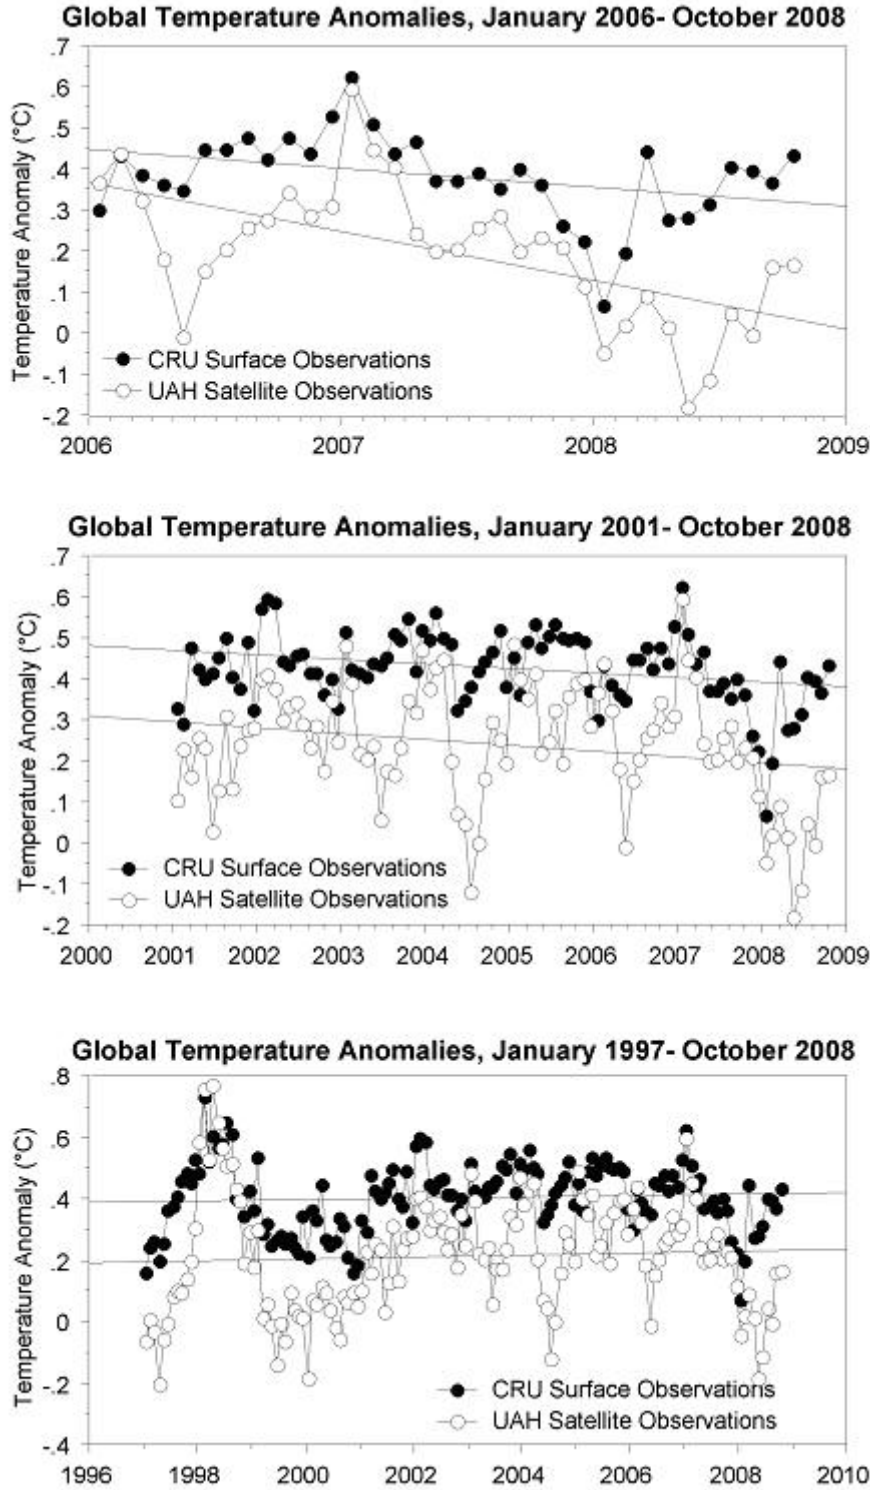 Global Temperature Anomalies, January 2006- October 2008
Temperature Anomaly (°C)
.7
.6
.5
.4
.3
.2
.1
0
-.1
-.2
CRU Surface Observations
UAH Satellite Observations
2006 2007 2008 2009
Global Temperature Anomalies, January 2001- October 2008
Temperature Anomaly (°C)
.7
.6
.5
.4
.3
.2
.1
0
-.1
-.2
CRU Surface Observations
UAH Satellite Observations
2000 2001 2002 2003 2004 2005 2006 2007 2008 2009
Global Temperature Anomalies, January 1997- October 2008
Temperature Anomaly (°C)
.8
.6
.4
.2
0
-.2
-.4
CRU Surface Observations
UAH Satellite Observations
1996 1998 2000 2002 2004 2006 2008 2010